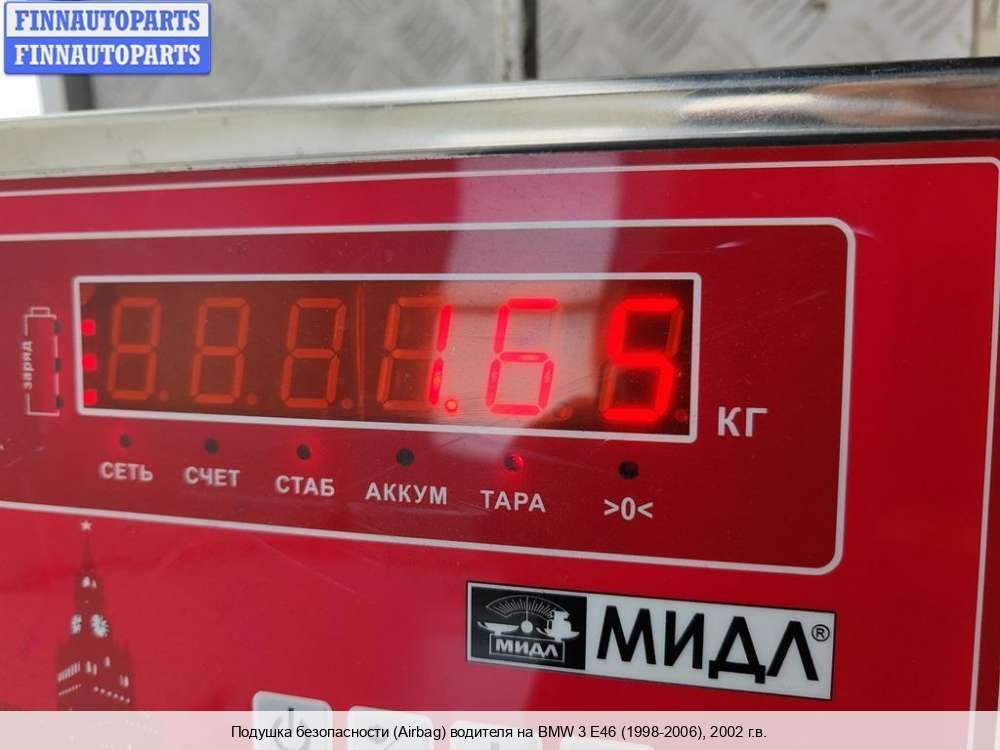 FINNAUTOPARTS
FINNAUTOPARTS
заряд
1.65
КГ
СЕТЬ СЧЕТ СТАБ АККУМ ТАРА >0<
МИДЛ
МИДЛ®
Подушка безопасности (Airbag) водителя на BMW 3 E46 (1998-2006), 2002 г.в.